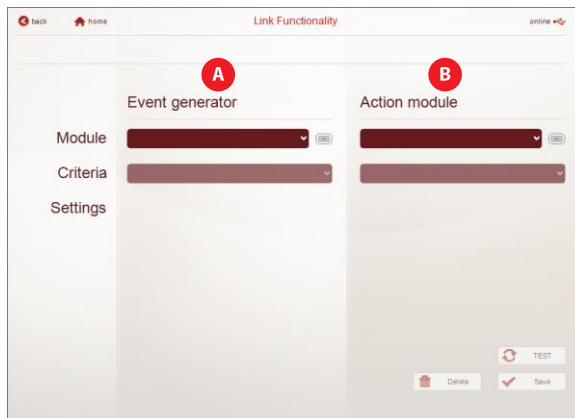 back home Link Functionality online
A B
Event generator Action module
Module
Criteria
Settings
TEST
Delete Save